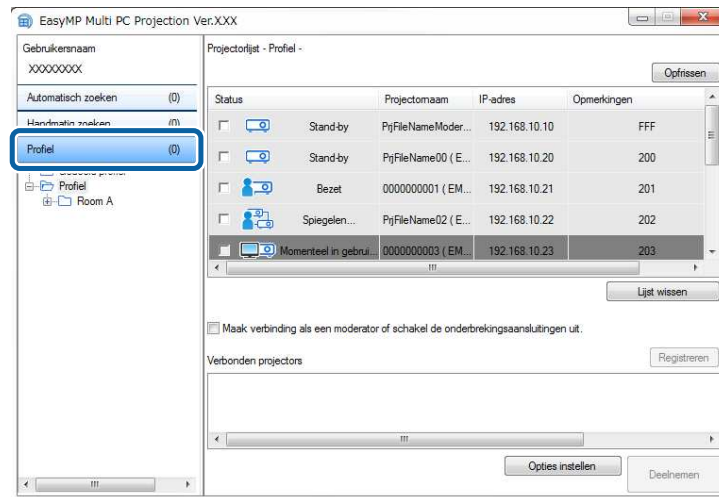 EasyMP Multi PC Projection Ver.XXX
Gebruikersnaam
XXXXXXXX
Automatisch zoeken (0)
Handmatig zoeken (0)
Profiel (0)
Profiel
Room A
Projectorlijst - Profiel -
Opfrissen
Status Projectornaam IP-adres Opmerkingen
Stand-by PrjFileNameModer... 192.168.10.10 FFF
Stand-by PrjFileName00 ( E... 192.168.10.20 200
Bezet 0000000001 ( EM... 192.168.10.21 201
Spiegelen... PrjFileName02 ( E... 192.168.10.22 202
Momenteel in gebrui... 0000000003 ( EM... 192.168.10.23 203
Lijst wissen
Maak verbinding als een moderator of schakel de onderbrekingsaansluitingen uit.
Verbonden projectors
Registreren
Opties instellen
Deelnemen